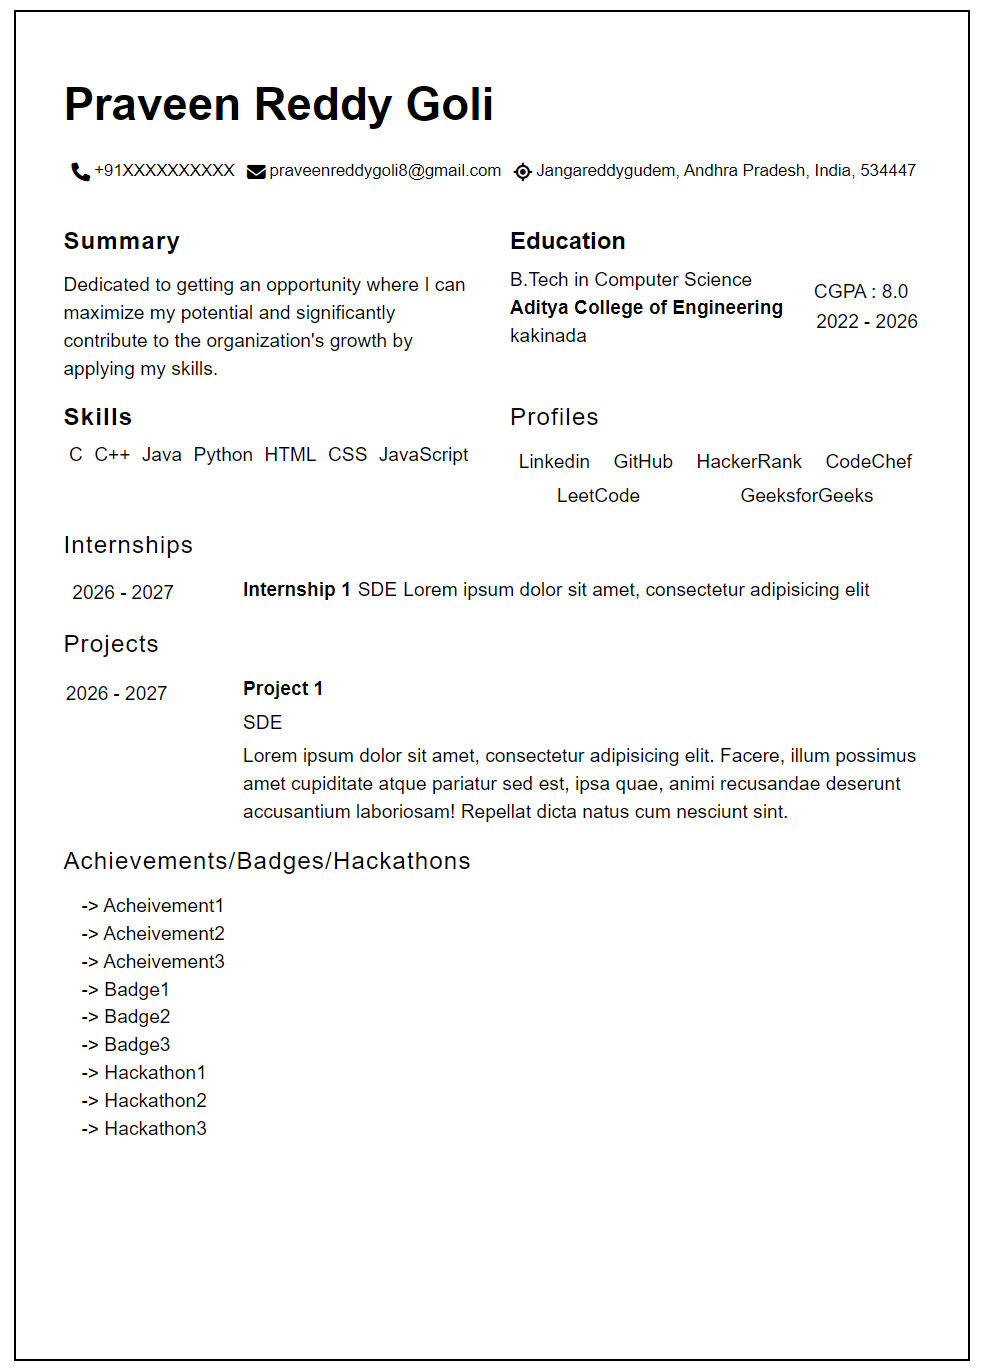 Praveen Reddy Goli
+91XXXXXXXXXX praveenreddygoli8@gmail.com Jangareddygudem, Andhra Pradesh, India, 534447
Summary
Dedicated to getting an opportunity where I can
maximize my potential and significantly
contribute to the organization's growth by
applying my skills.
Education
B.Tech in Computer Science
Aditya College of Engineering
kakinada
CGPA : 8.0
2022 - 2026
Skills
C C++ Java Python HTML CSS JavaScript
Profiles
Linkedin GitHub HackerRank CodeChef
LeetCode GeeksforGeeks
Internships
2026 - 2027 Internship 1 SDE Lorem ipsum dolor sit amet, consectetur adipisicing elit
Projects
2026 - 2027 Project 1
SDE
Lorem ipsum dolor sit amet, consectetur adipisicing elit. Facere, illum possimus
amet cupiditate atque pariatur sed est, ipsa quae, animi recusandae deserunt
accusantium laboriosam! Repellat dicta natus cum nesciunt sint.
Achievements/Badges/Hackathons
-> Acheivement1
-> Acheivement2
-> Acheivement3
-> Badge1
-> Badge2
-> Badge3
-> Hackathon1
-> Hackathon2
-> Hackathon3